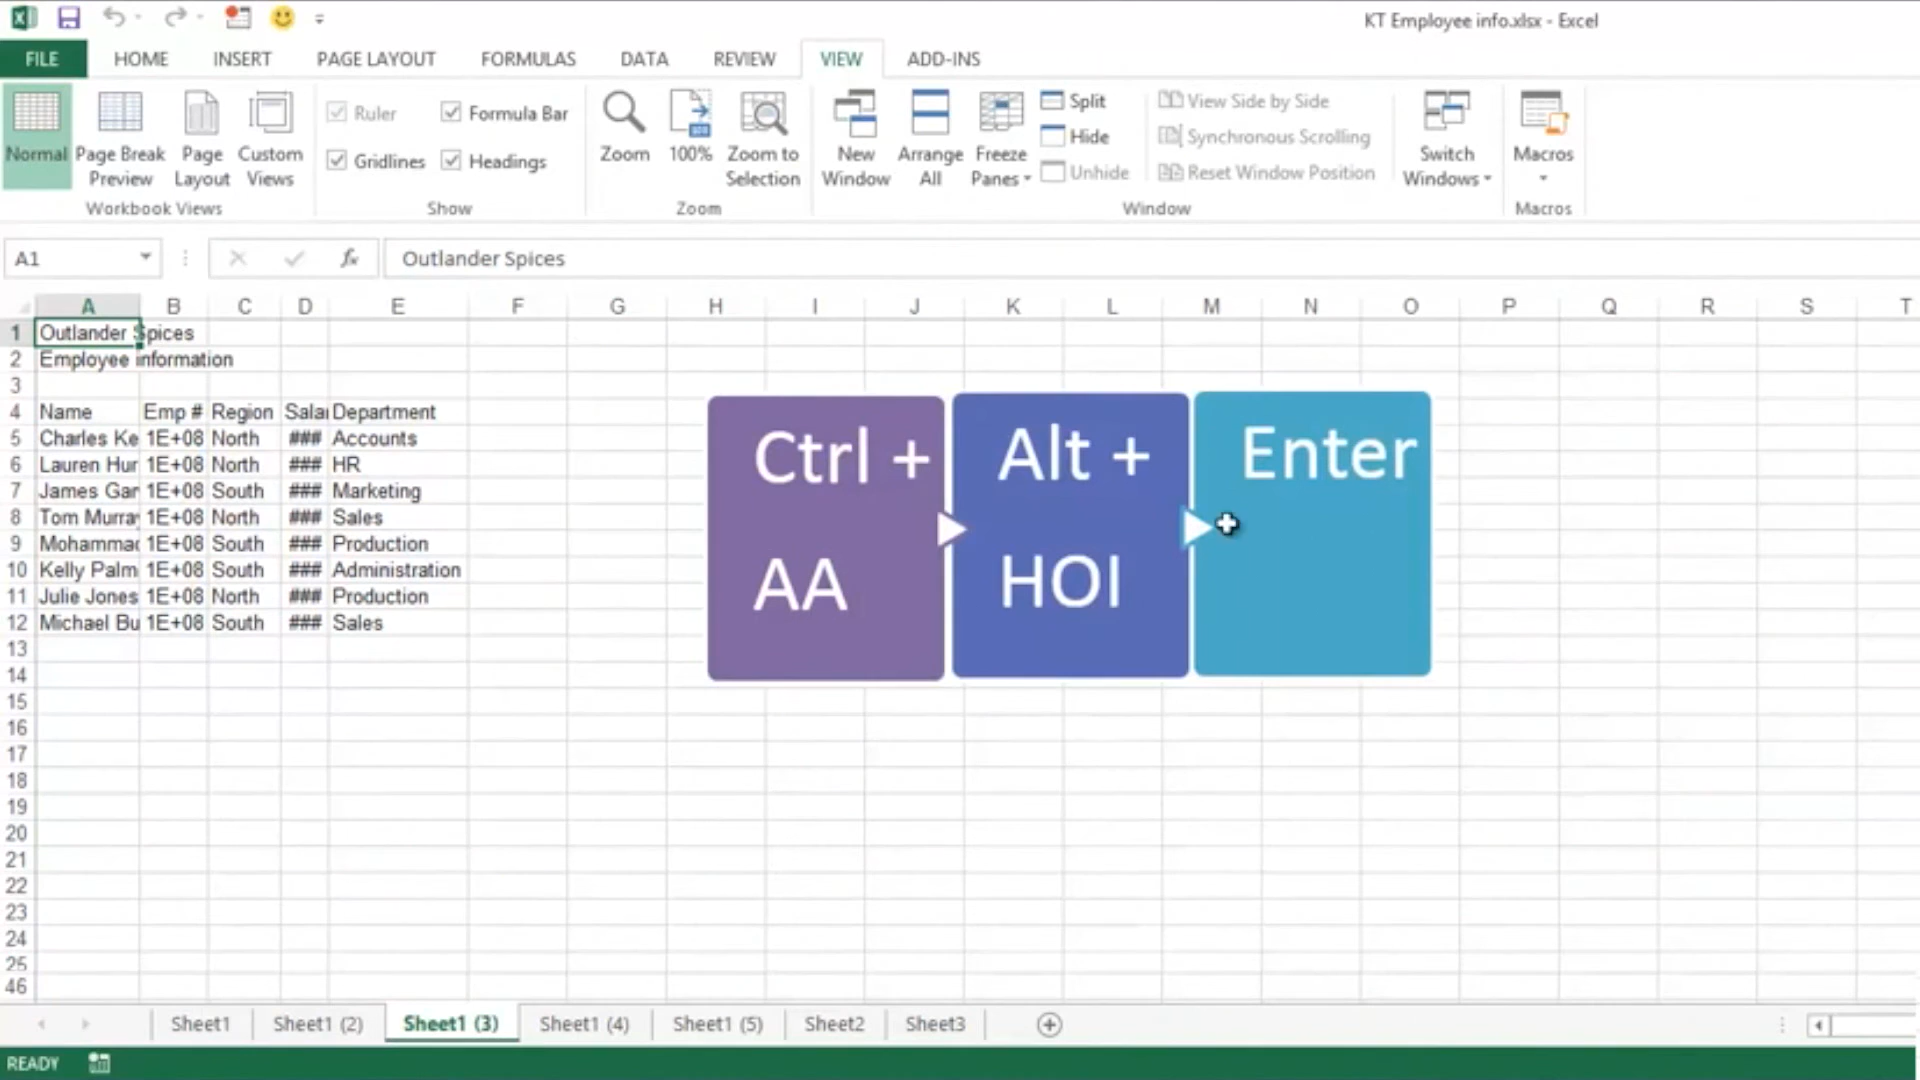 KT Employee info.xlsx - Excel
FILE HOME INSERT PAGE LAYOUT FORMULAS DATA REVIEW VIEW ADD-INS
Normal
Page Break Preview
Page Layout
Custom Views
Workbook Views
Ruler
Formula Bar
Gridlines
Headings
Show
Zoom
100%
Zoom to Selection
Zoom
New Window
Arrange All
Freeze Panes
Split
Hide
Unhide
View Side by Side
Synchronous Scrolling
Reset Window Position
Window
Switch Windows
Macros
Macros
A1 fx Outlander Spices
A B C D E F G H I J K L M N O P Q R S T
1 Outlander Spices
2 Employee information
3
4 Name Emp # Region Salar Department
5 Charles Ke 1E+08 North ### Accounts
6 Lauren Hur 1E+08 North ### HR
7 James Gar 1E+08 South ### Marketing
8 Tom Murray 1E+08 North ### Sales
9 Mohammad 1E+08 South ### Production
10 Kelly Palm 1E+08 South ### Administration
11 Julie Jones 1E+08 North ### Production
12 Michael Bu 1E+08 South ### Sales
13
14
15
16
17
18
19
20
21
22
23
24
25
46
Ctrl +
AA
Alt +
HOI
Enter
Sheet1 Sheet1 (2) Sheet1 (3) Sheet1 (4) Sheet1 (5) Sheet2 Sheet3
READY